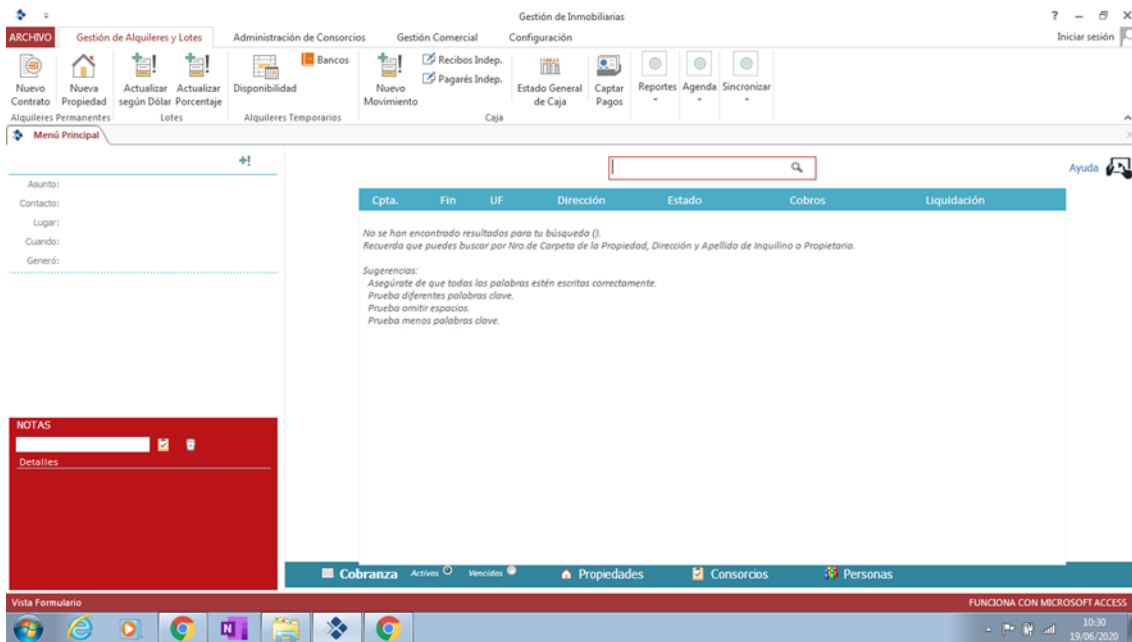 Gestión de Inmobiliarias
ARCHIVO Gestión de Alquileres y Lotes Administración de Consorcios Gestión Comercial Configuración Iniciar sesión
Nuevo Contrato
Nueva Propiedad
Alquileres Permanentes
Actualizar según Dólar
Actualizar Porcentaje
Lotes
Disponibilidad
Bancos
Alquileres Temporarios
Nuevo Movimiento
Recibos Indep.
Pagarés Indep.
Estado General de Caja
Captar Pagos
Caja
Reportes
Agenda
Sincronizar
Menú Principal
Asunto:
Contacto:
Lugar:
Cuando:
Generó:
Ayuda
Cpta. Fin UF Dirección Estado Cobros Liquidación
No se han encontrado resultados para tu búsqueda ().
Recuerda que puedes buscar por Nro.de Carpeta de la Propiedad, Dirección y Apellido de Inquilino o Propietario.
Sugerencias:
Asegúrate de que todas las palabras estén escritas correctamente.
Prueba diferentes palabras clave.
Prueba omitir espacios.
Prueba menos palabras clave.
NOTAS
Detalles
Cobranza Activos Vencidos Propiedades Consorcios Personas
Vista Formulario FUNCIONA CON MICROSOFT ACCESS
10:30
19/06/2020